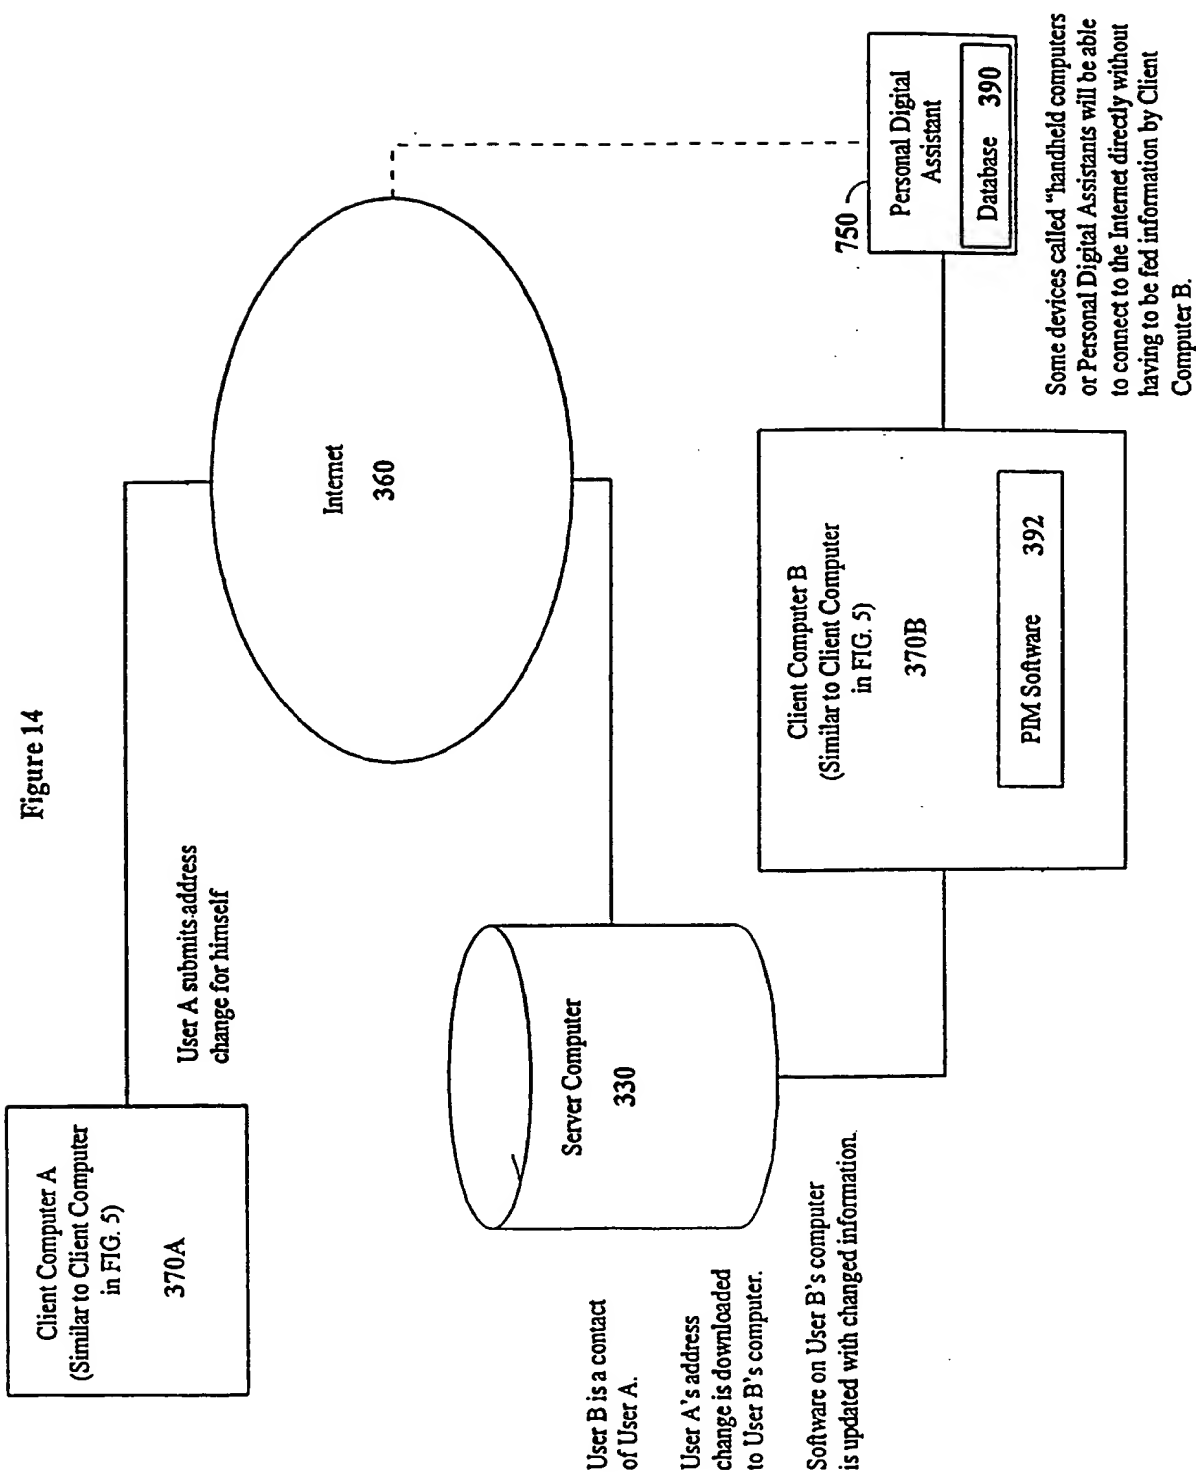 Figure 14
Client Computer A
(Similar to Client Computer
in FIG. 5)
370A
User A submits address
change for himself
Internet
360
Server Computer
330
User B is a contact
of User A.
User A's address
change is downloaded
to User B's computer.
Software on User B's computer
is updated with changed information.
Client Computer B
(Similar to Client Computer
in FIG. 5)
370B
PIM Software 392
750
Personal Digital
Assistant
Database 390
Some devices called "handheld computers
or Personal Digital Assistants will be able
to connect to the Internet directly without
having to be fed information by Client
Computer B.